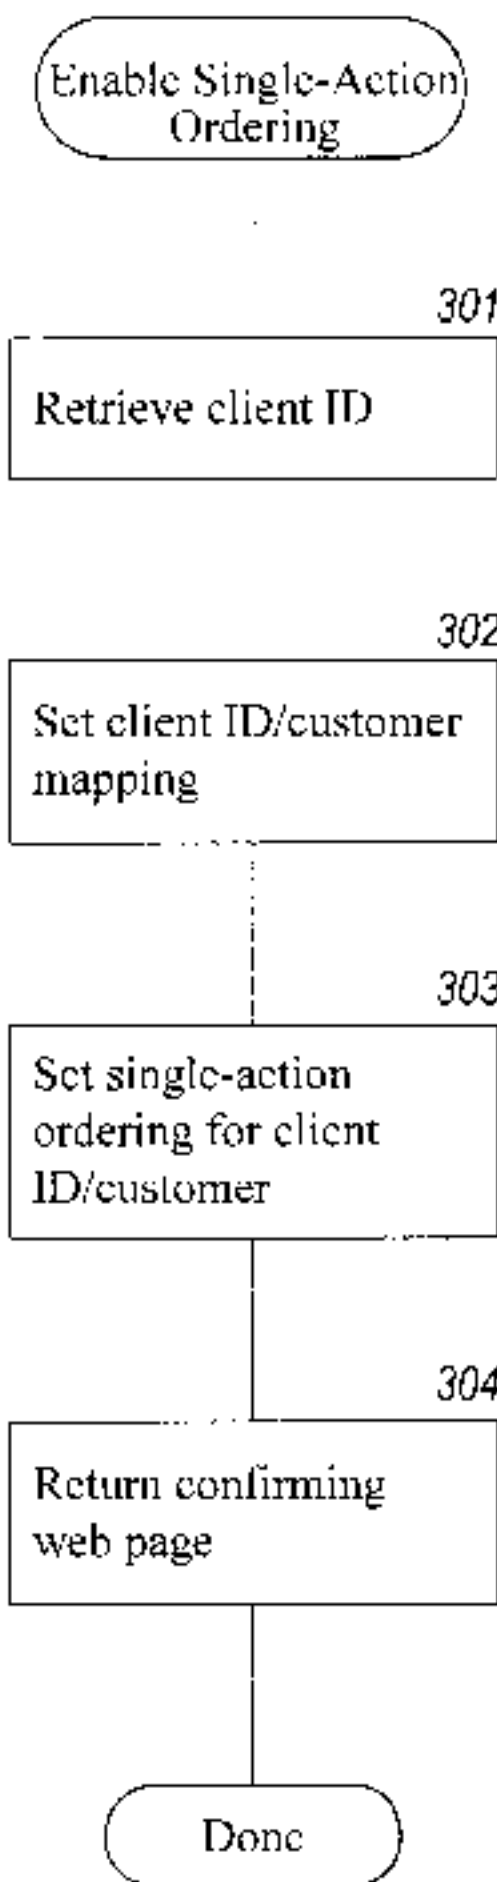 Enable Single-Action
Ordering
301
Retrieve client ID
302
Set client ID/customer
mapping
303
Set single-action
ordering for client
ID/customer
304
Return confirming
web page
Done